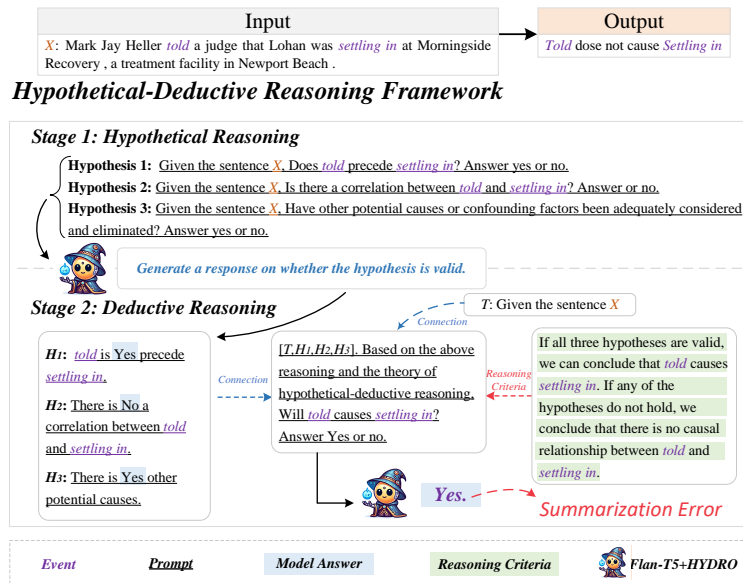 Input
Output
X: Mark Jay Heller told a judge that Lohan was settling in at Morningside
Recovery , a treatment facility in Newport Beach .
Told dose not cause Settling in
Hypothetical-Deductive Reasoning Framework
Stage 1: Hypothetical Reasoning
Hypothesis 1: Given the sentence X, Does told precede settling in? Answer yes or no.
Hypothesis 2: Given the sentence X, Is there a correlation between told and settling in? Answer or no.
Hypothesis 3: Given the sentence X, Have other potential causes or confounding factors been adequately considered
and eliminated? Answer yes or no.
Generate a response on whether the hypothesis is valid.
Stage 2: Deductive Reasoning
T: Given the sentence X
Connection
H1: told is Yes precede
settling in.
H2: There is No a
correlation between told
and settling in.
H3: There is Yes other
potential causes.
Connection
[T,H1,H2,H3]. Based on the above
reasoning and the theory of
hypothetical-deductive reasoning,
Will told causes settling in?
Answer Yes or no.
Reasoning
Criteria
If all three hypotheses are valid,
we can conclude that told causes
settling in. If any of the
hypotheses do not hold, we
conclude that there is no causal
relationship between told and
settling in.
Yes.
Summarization Error
Event
Prompt
Model Answer
Reasoning Criteria
Flan-T5+HYDRO